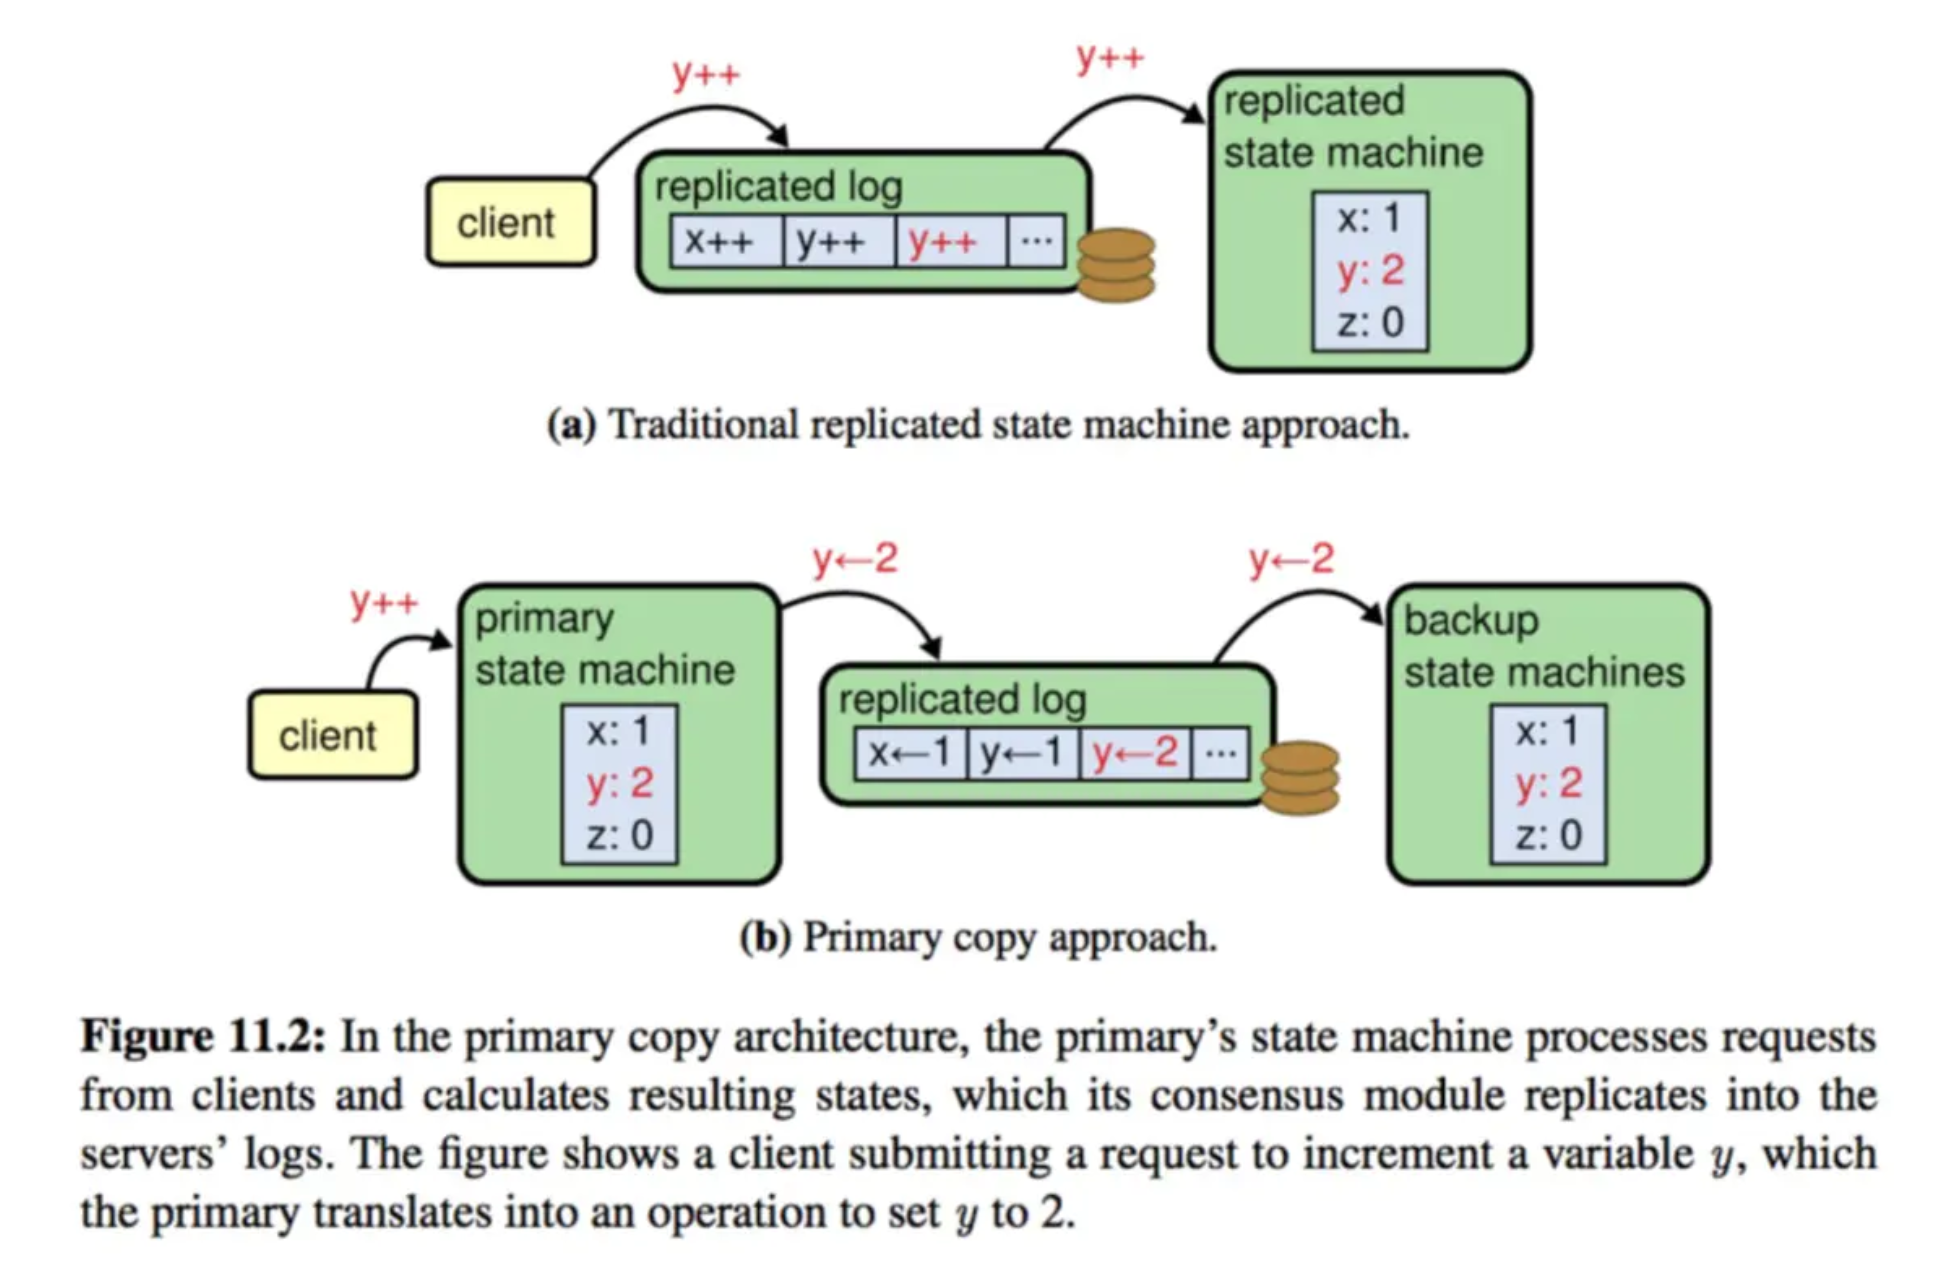 y++
y++
client
replicated log
x++ y++ y++ ...
replicated
state machine
x: 1
y: 2
z: 0
(a) Traditional replicated state machine approach.
y++
y←2
y←2
client
primary
state machine
x: 1
y: 2
z: 0
replicated log
x←1 y←1 y←2 ...
backup
state machines
x: 1
y: 2
z: 0
(b) Primary copy approach.
Figure 11.2: In the primary copy architecture, the primary's state machine processes requests
from clients and calculates resulting states, which its consensus module replicates into the
servers' logs. The figure shows a client submitting a request to increment a variable y, which
the primary translates into an operation to set y to 2.